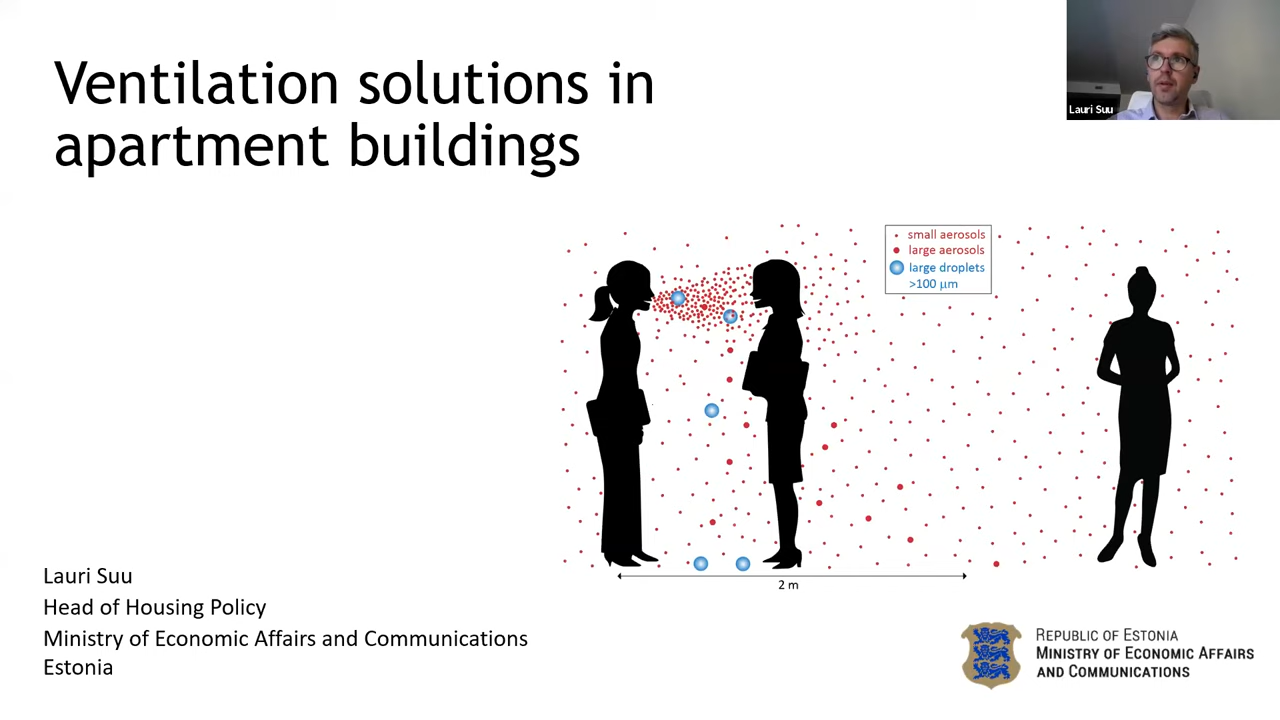 Ventilation solutions in
apartment buildings
Lauri Suu
small aerosols
large aerosols
large droplets
>100 μm
2 m
Lauri Suu
Head of Housing Policy
Ministry of Economic Affairs and Communications
Estonia
REPUBLIC OF ESTONIA
MINISTRY OF ECONOMIC AFFAIRS
AND COMMUNICATIONS